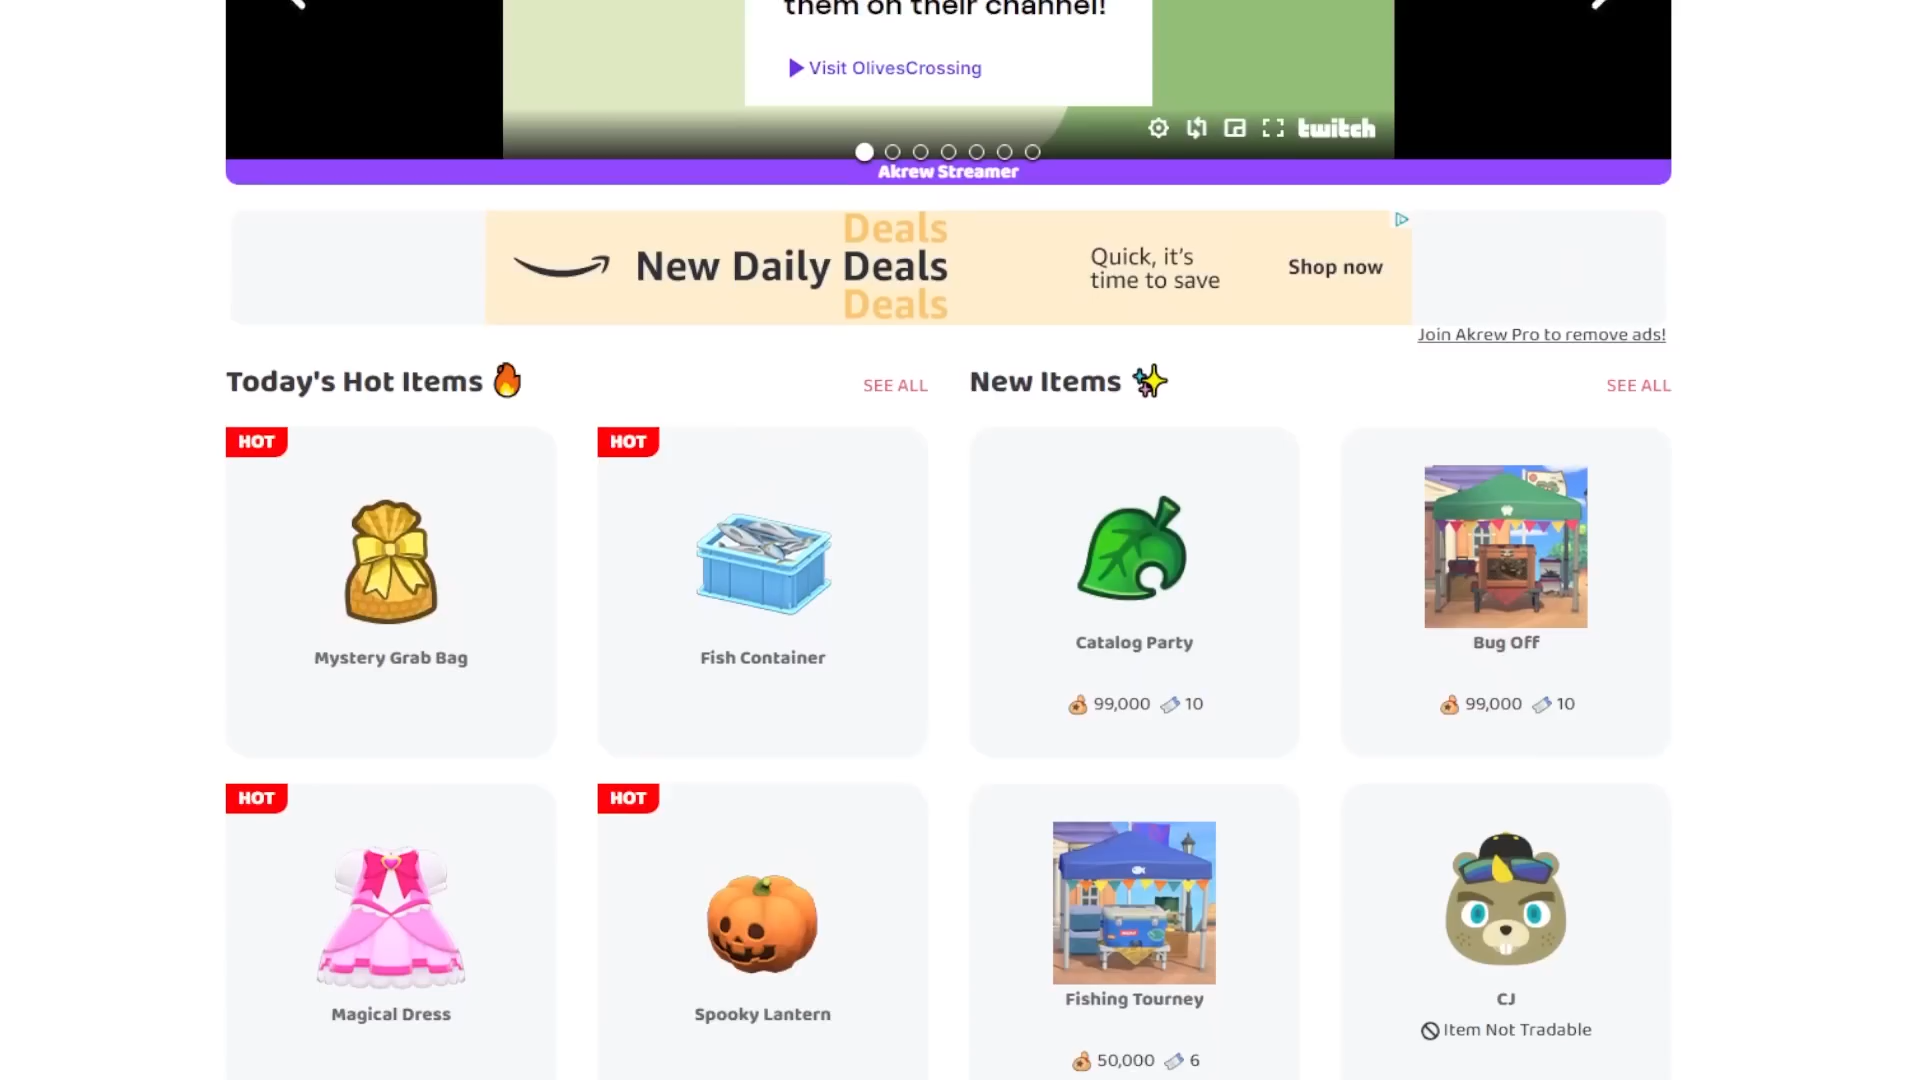 them on their channel!
Visit OlivesCrossing
twitch
Akrew Streamer
Deals
New Daily Deals
Deals
Quick, it's
time to save
Shop now
Join Akrew Pro to remove ads!
Today's Hot Items
SEE ALL
New Items
SEE ALL
HOT
HOT
Mystery Grab Bag
Fish Container
Catalog Party
Bug Off
99,000 10
99,000 10
HOT
HOT
Magical Dress
Spooky Lantern
Fishing Tourney
CJ
Item Not Tradable
50,000 6